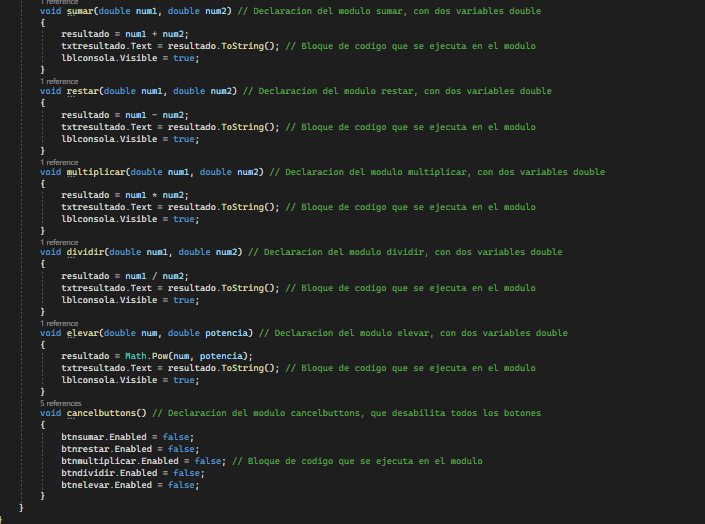 1 reference
void sumar(double num1, double num2) // Declaracion del modulo sumar, con dos variables double
{
resultado = num1 + num2;
txtresultado.Text = resultado.ToString(); // Bloque de codigo que se ejecuta en el modulo
lblconsola.Visible = true;
}
1 reference
void restar(double num1, double num2) // Declaracion del modulo restar, con dos variables double
{
resultado = num1 - num2;
txtresultado.Text = resultado.ToString(); // Bloque de codigo que se ejecuta en el modulo
lblconsola.Visible = true;
}
1 reference
void multiplicar(double num1, double num2) // Declaracion del modulo multiplicar, con dos variables double
{
resultado = num1 * num2;
txtresultado.Text = resultado.ToString(); // Bloque de codigo que se ejecuta en el modulo
lblconsola.Visible = true;
}
1 reference
void dividir(double num1, double num2) // Declaracion del modulo dividir, con dos variables double
{
resultado = num1 / num2;
txtresultado.Text = resultado.ToString(); // Bloque de codigo que se ejecuta en el modulo
lblconsola.Visible = true;
}
1 reference
void elevar(double num, double potencia) // Declaracion del modulo elevar, con dos variables double
{
resultado = Math.Pow(num, potencia);
txtresultado.Text = resultado.ToString(); // Bloque de codigo que se ejecuta en el modulo
lblconsola.Visible = true;
}
5 references
void cancelbuttons() // Declaracion del modulo cancelbuttons, que desabilita todos los botones
{
btnsumar.Enabled = false;
btnrestar.Enabled = false;
btnmultiplicar.Enabled = false; // Bloque de codigo que se ejecuta en el modulo
btndividir.Enabled = false;
btnelevar.Enabled = false;
}
}
}